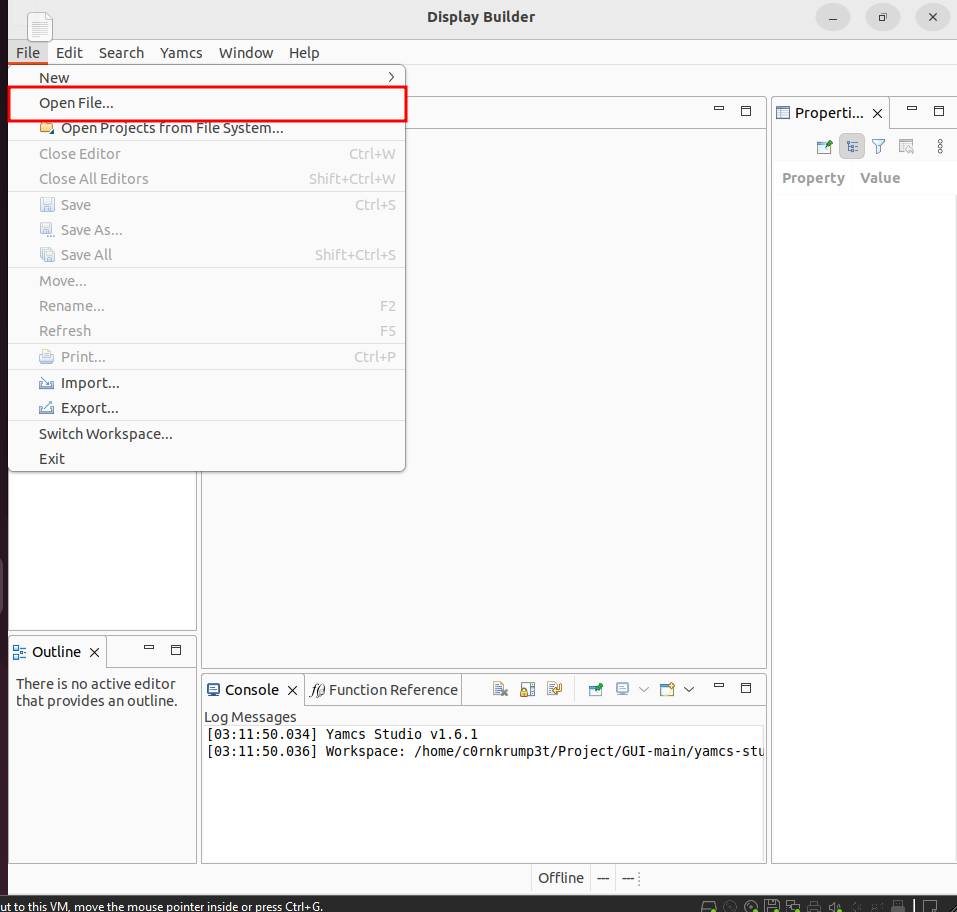 Display Builder
File Edit Search Yamcs Window Help
New
Open File...
Open Projects from File System...
Close Editor Ctrl+W
Close All Editors Shift+Ctrl+W
Save Ctrl+S
Save As...
Save All Shift+Ctrl+S
Move...
Rename... F2
Refresh F5
Print... Ctrl+P
Import...
Export...
Switch Workspace...
Exit
Properti...
Property Value
Outline
There is no active editor
that provides an outline.
Console f() Function Reference
Log Messages
[03:11:50.034] Yamcs Studio v1.6.1
[03:11:50.036] Workspace: /home/c0rnkrump3t/Project/GUI-main/yamcs-stu
Offline --- ---
ut to this VM, move the mouse pointer inside or press Ctrl+G.